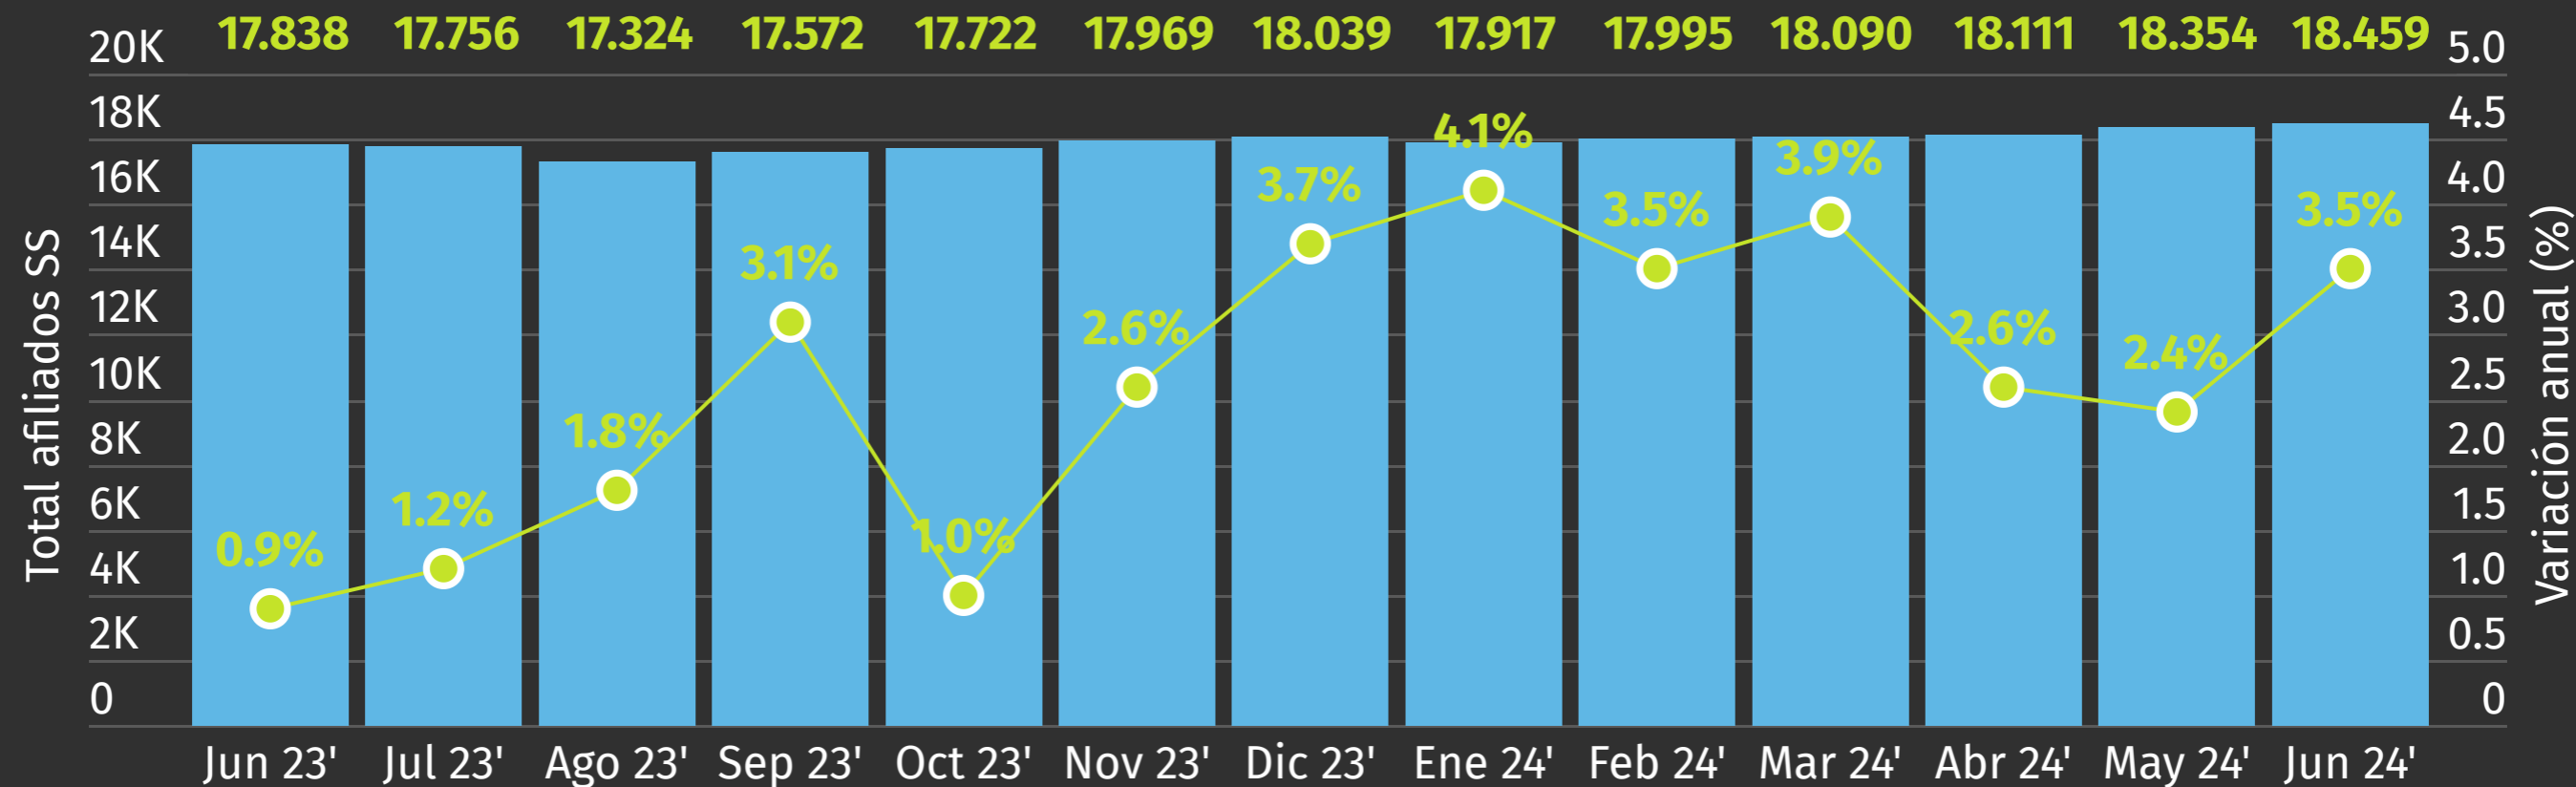 17.838 17.756 17.324 17.572 17.722 17.969 18.039 17.917 17.995 18.090 18.111 18.354 18.459
20K
18K
16K
14K
12K
10K
8K
6K
4K
2K
0
Total afiliados SS
0.9% 1.2% 1.8% 3.1% 1.0% 2.6% 3.7% 4.1% 3.5% 3.9% 2.6% 2.4% 3.5%
5.0
4.5
4.0
3.5
3.0
2.5
2.0
1.5
1.0
0.5
0
Variación anual (%)
Jun 23' Jul 23' Ago 23' Sep 23' Oct 23' Nov 23' Dic 23' Ene 24' Feb 24' Mar 24' Abr 24' May 24' Jun 24'